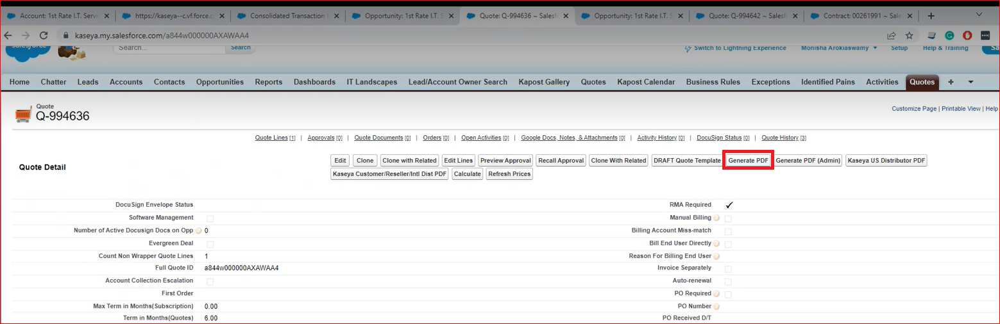 Account: 1st Rate I.T. Servi × https://kaseya--c.vf.force.c × Consolidated Transaction × Opportunity: 1st Rate I.T. S × Quote: Q-994636 ~ Salesf × Opportunity: 1st Rate I.T. S × Quote: Q-994642 ~ Salesf × Contract: 00261991 ~ Sale × +
kaseya.my.salesforce.com/a844w000000AXAWAA4
salesforce Search... Search Switch to Lightning Experience Monisha Arokiaswamy Setup Help & Training Sa
Home Chatter Leads Accounts Contacts Opportunities Reports Dashboards IT Landscapes Lead/Account Owner Search Kapost Gallery Quotes Kapost Calendar Business Rules Exceptions Identified Pains Activities Quotes +
Quote
Q-994636
Customize Page | Printable View | Help
Quote Lines [1] | Approvals [0] | Quote Documents [0] | Orders [0] | Open Activities [0] | Google Docs, Notes, & Attachments [0] | Activity History [0] | DocuSign Status [0] | Quote History [3]
Quote Detail
Edit Clone Clone with Related Edit Lines Preview Approval Recall Approval Clone With Related DRAFT Quote Template Generate PDF Generate PDF (Admin) Kaseya US Distributor PDF
Kaseya Customer/Reseller/Intl Dist PDF Calculate Refresh Prices
DocuSign Envelope Status RMA Required ✓
Software Management Manual Billing
Number of Active Docusign Docs on Opp 0 Billing Account Miss-match
Evergreen Deal Bill End User Directly
Count Non Wrapper Quote Lines 1 Reason For Billing End User
Full Quote ID a844w000000AXAWAA4 Invoice Separately
Account Collection Escalation Auto-renewal
First Order PO Required
Max Term in Months(Subscription) 0.00 PO Number
Term in Months(Quotes) 6.00 PO Received D/T